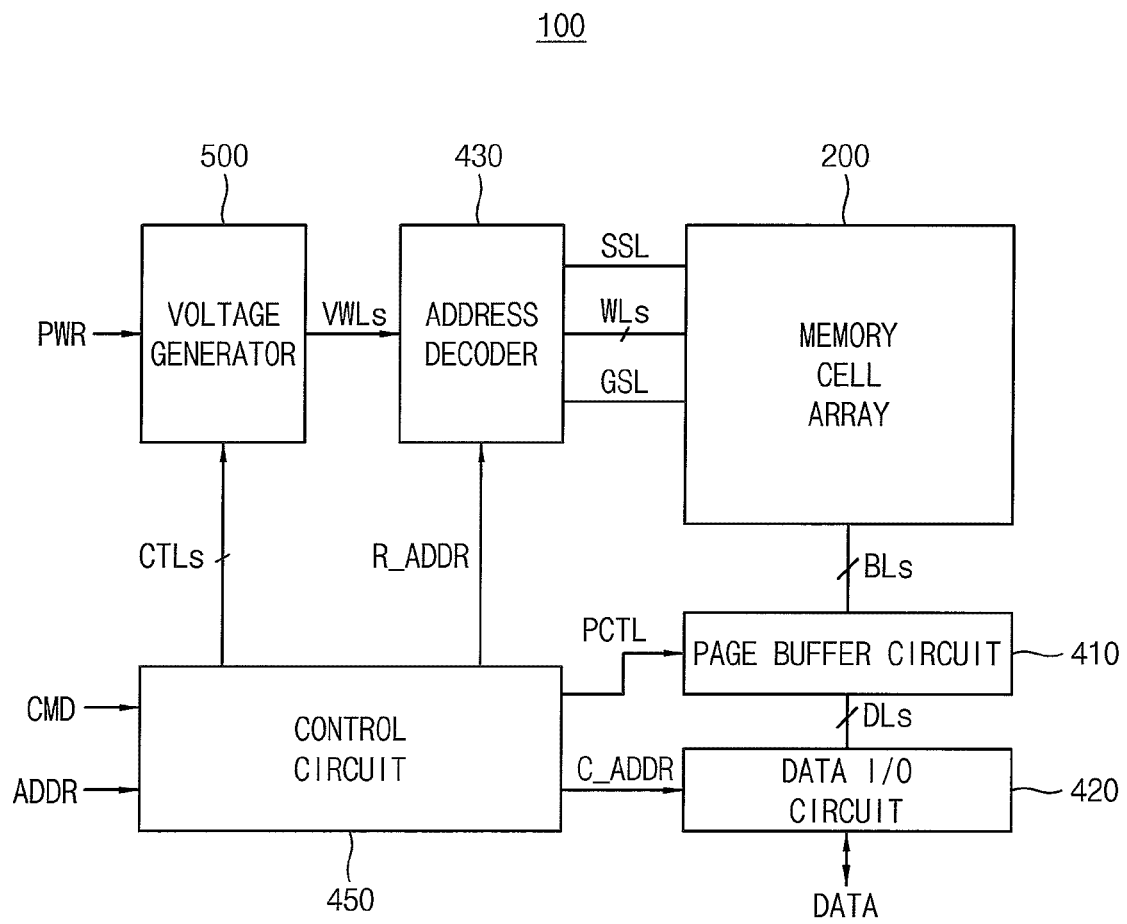 100
500
430
200
SSL
VOLTAGE
GENERATOR
VWLs
ADDRESS
DECODER
WLs
MEMORY
CELL
ARRAY
PWR
GSL
CTLs
R_ADDR
BLs
PCTL
PAGE BUFFER CIRCUIT
410
CMD
CONTROL
CIRCUIT
DLs
ADDR
C_ADDR
DATA I/O
CIRCUIT
420
450
DATA